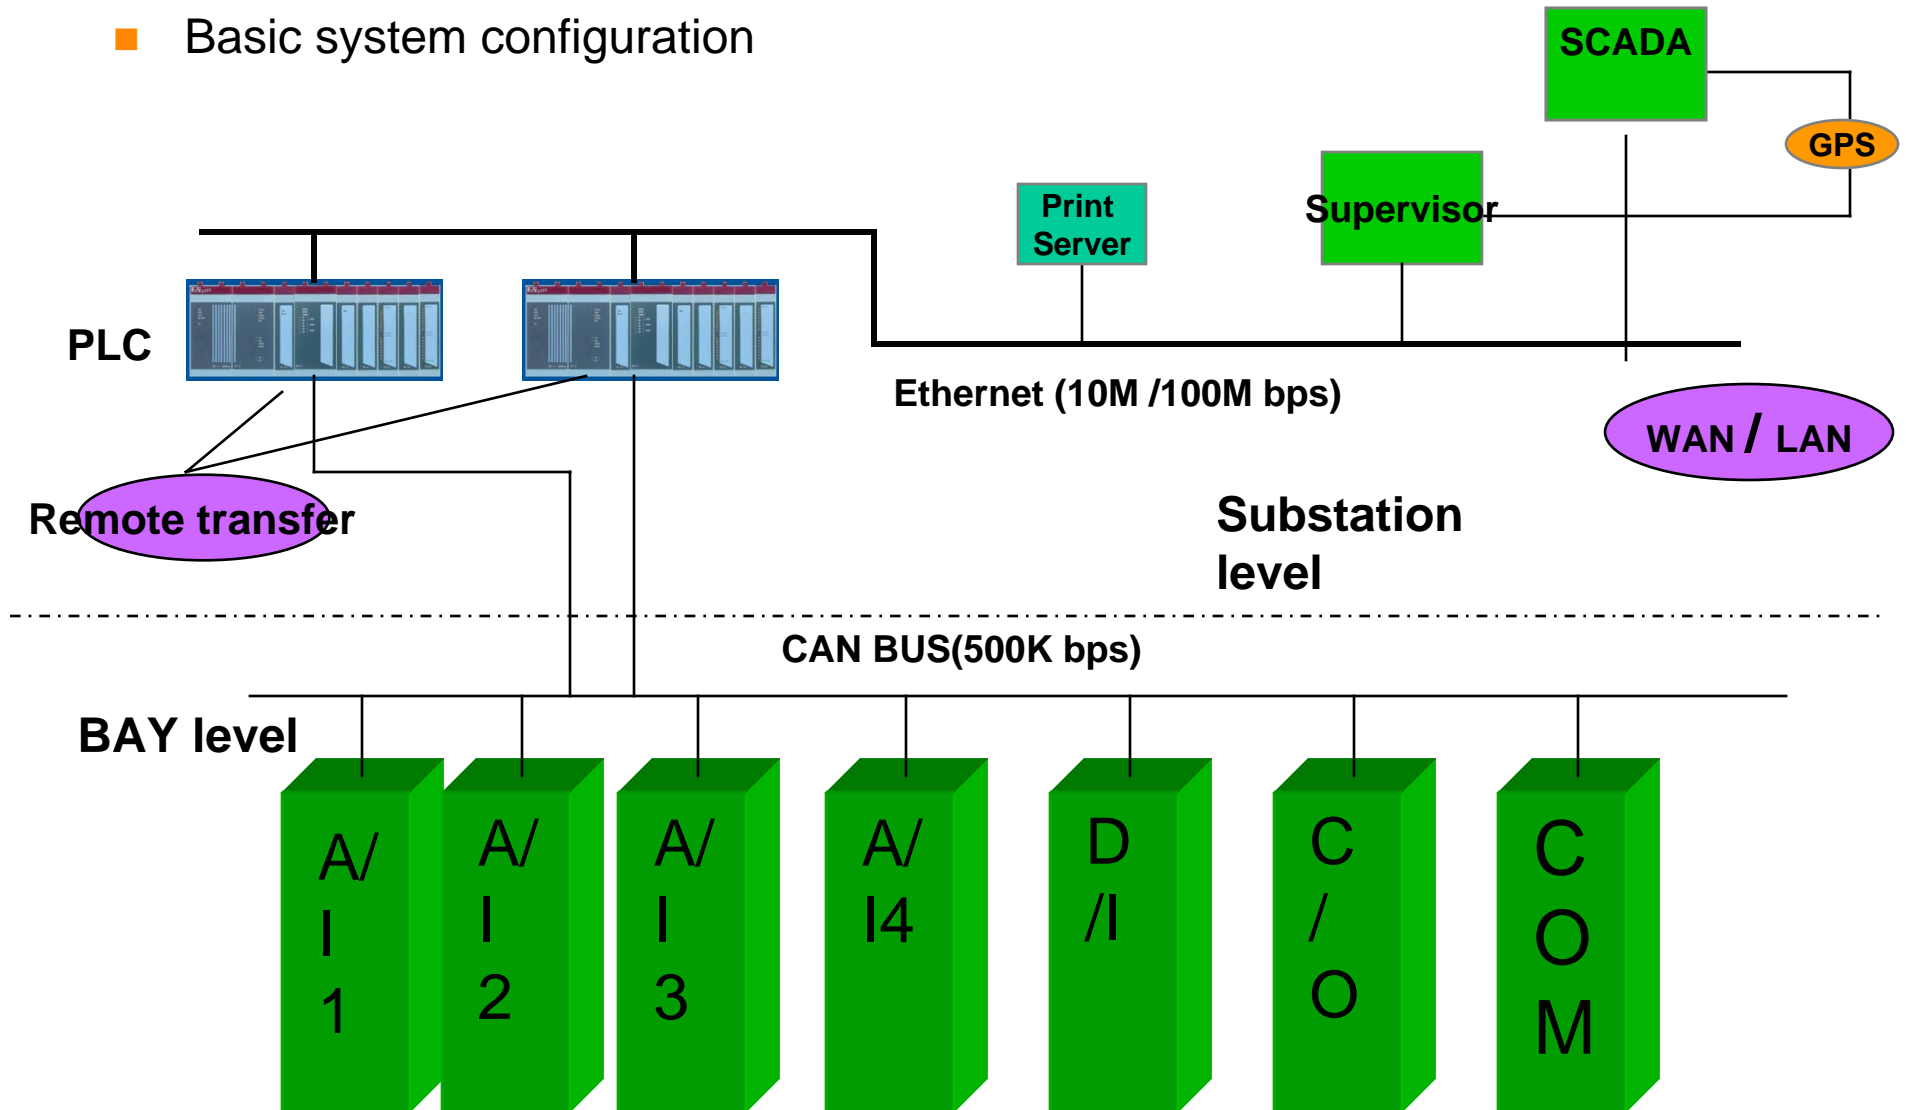 Basic system configuration
SCADA
GPS
Print
Server
Supervisor
PLC
Ethernet (10M /100M bps)
WAN / LAN
Remote transfer
Substation
level
CAN BUS(500K bps)
BAY level
A/
I
1
A/
I
2
A/
I
3
A/
I4
D
/I
C
/
O
C
O
M